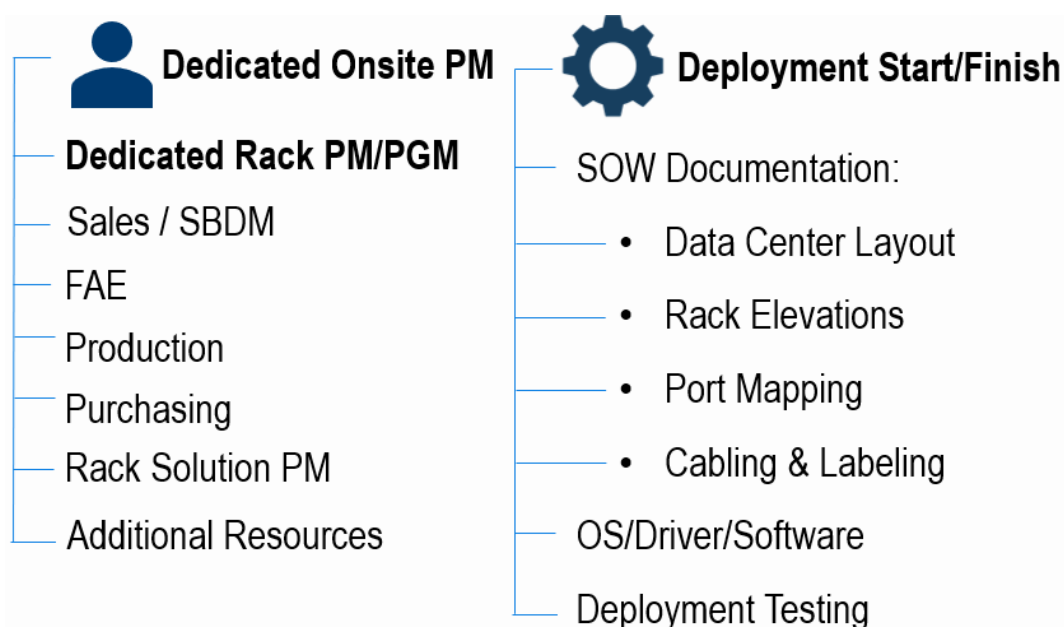 Dedicated Onsite PM
Dedicated Rack PM/PGM
Sales / SBDM
FAE
Production
Purchasing
Rack Solution PM
Additional Resources
Deployment Start/Finish
SOW Documentation:
• Data Center Layout
• Rack Elevations
• Port Mapping
• Cabling & Labeling
OS/Driver/Software
Deployment Testing